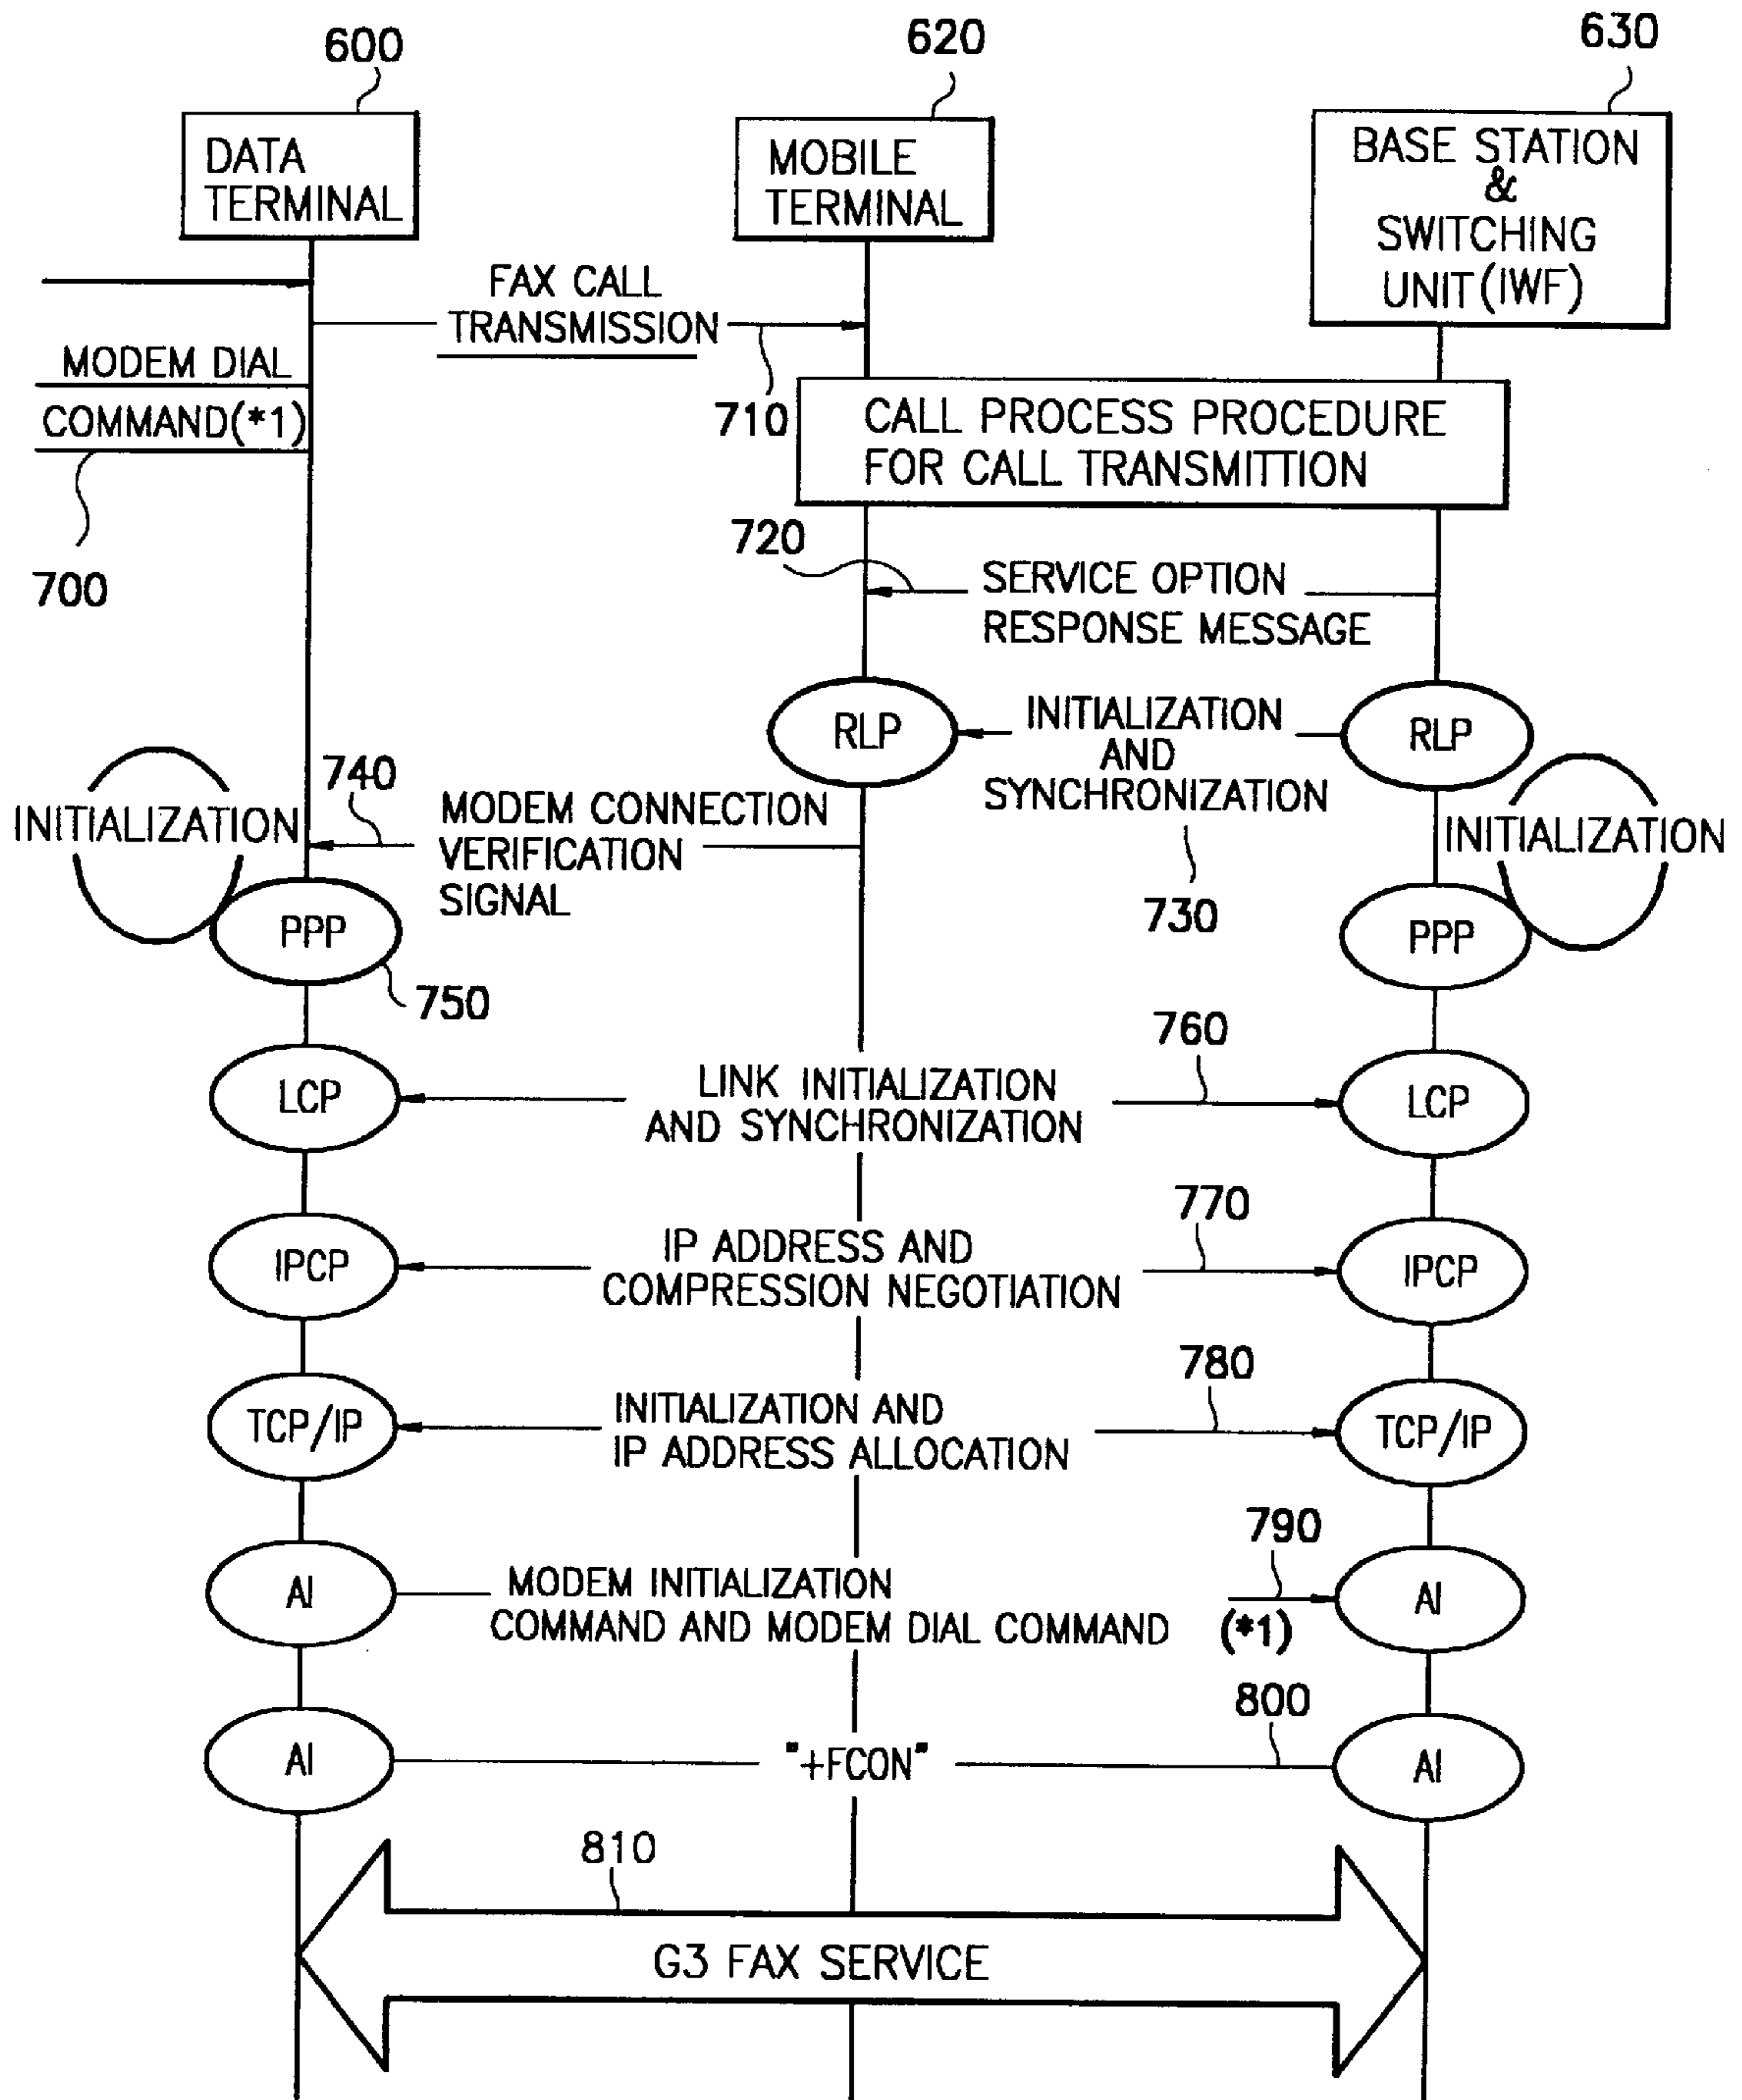 600
620
630
DATA
TERMINAL
MOBILE
TERMINAL
BASE STATION
&
SWITCHING
UNIT(IWF)
FAX CALL
TRANSMISSION
710
MODEM DIAL
COMMAND(*1)
700
CALL PROCESS PROCEDURE
FOR CALL TRANSMITTION
720
SERVICE OPTION
RESPONSE MESSAGE
RLP
INITIALIZATION
AND
SYNCHRONIZATION
730
RLP
INITIALIZATION
740
MODEM CONNECTION
VERIFICATION
SIGNAL
INITIALIZATION
PPP
750
PPP
760
LCP
LINK INITIALIZATION
AND SYNCHRONIZATION
LCP
770
IPCP
IP ADDRESS AND
COMPRESSION NEGOTIATION
IPCP
780
TCP/IP
INITIALIZATION AND
IP ADDRESS ALLOCATION
TCP/IP
790
AI
MODEM INITIALIZATION
COMMAND AND MODEM DIAL COMMAND
(*1)
AI
800
AI
"+FCON"
AI
810
G3 FAX SERVICE